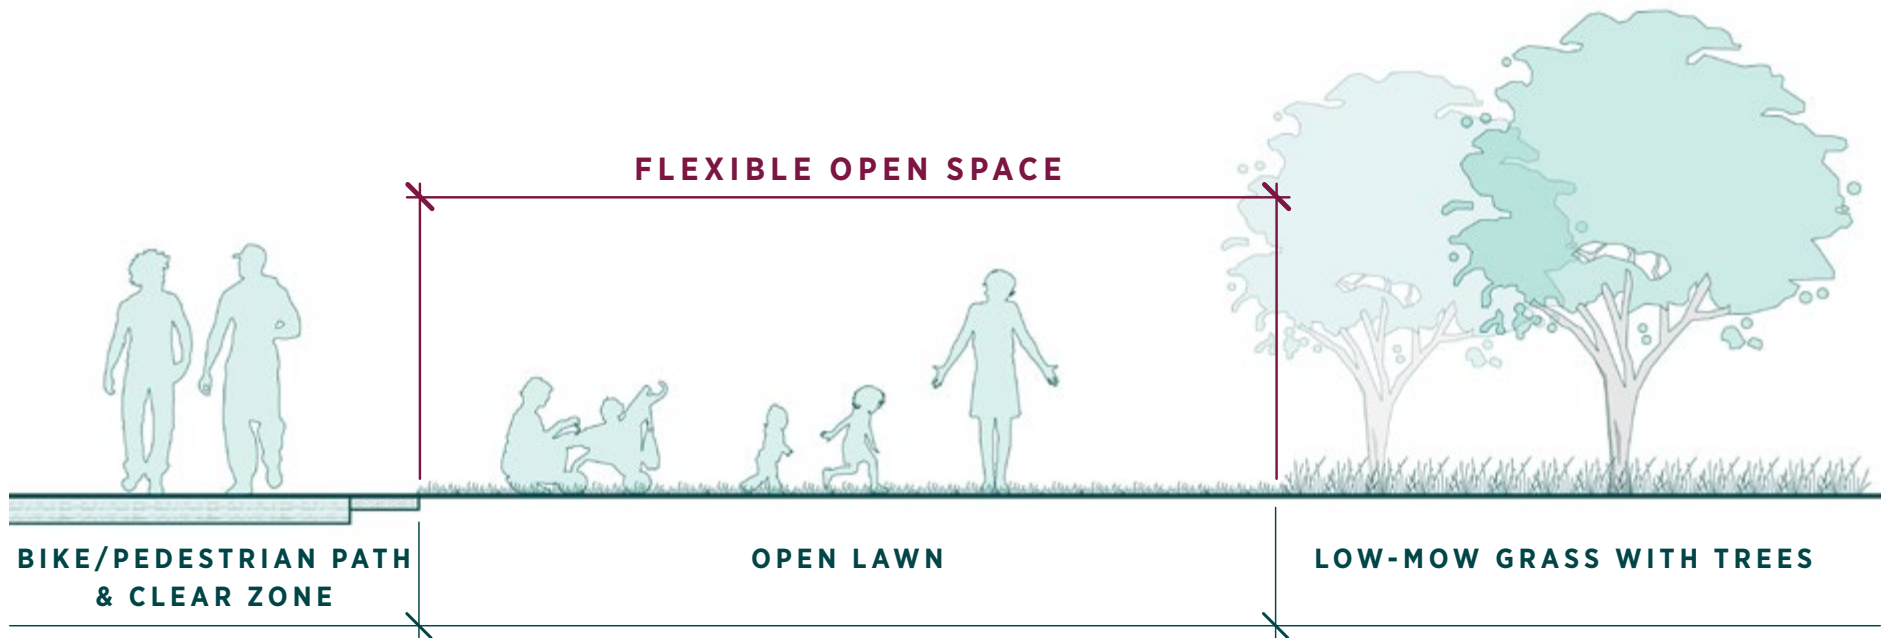 FLEXIBLE OPEN SPACE
BIKE/PEDESTRIAN PATH
& CLEAR ZONE
OPEN LAWN
LOW-MOW GRASS WITH TREES